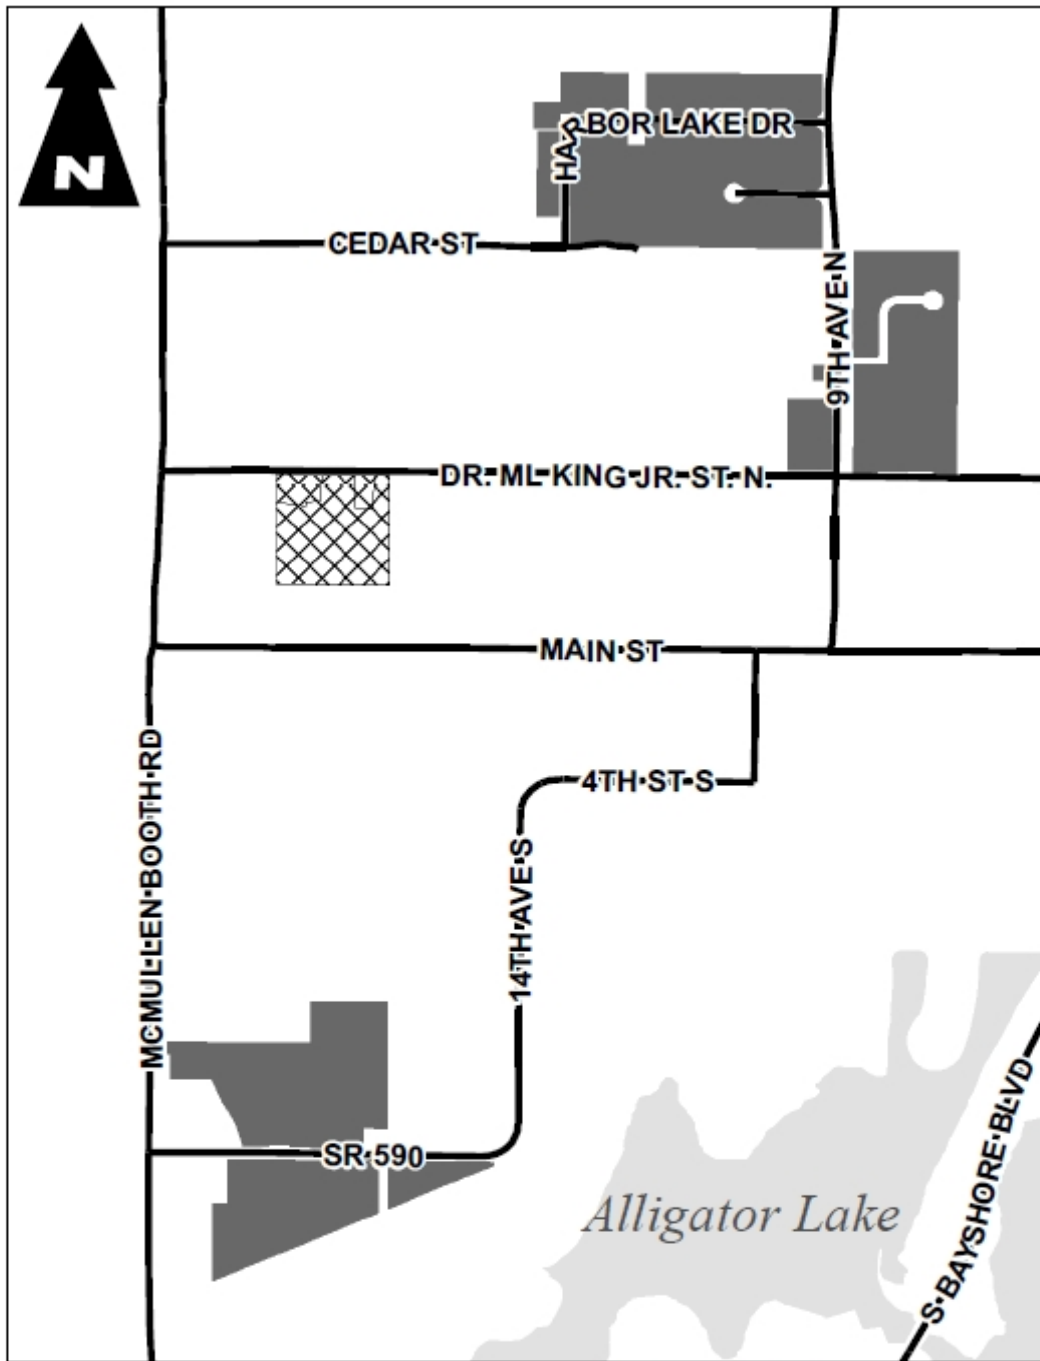 HARBOR LAKE DR
N
CEDAR ST
9TH AVE N
DR. ML KING JR. ST. N.
MAIN ST
MCMULLEN BOOTH RD
4TH ST S
14TH AVE S
SR 590
Alligator Lake
S BAYSHORE BLVD